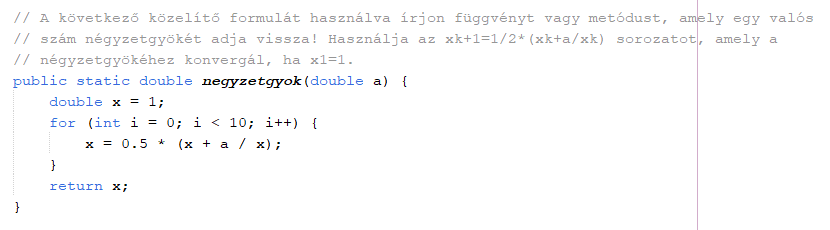 // A következő közelítő formulát használva írjon függvényt vagy metódust, amely egy valós
// szám négyzetgyökét adja vissza! Használja az xk+1=1/2*(xk+a/xk) sorozatot, amely a
// négyzetgyökéhez konvergál, ha x1=1.
public static double negyzetgyok(double a) {
    double x = 1;
    for (int i = 0; i < 10; i++) {
        x = 0.5 * (x + a / x);
    }
    return x;
}